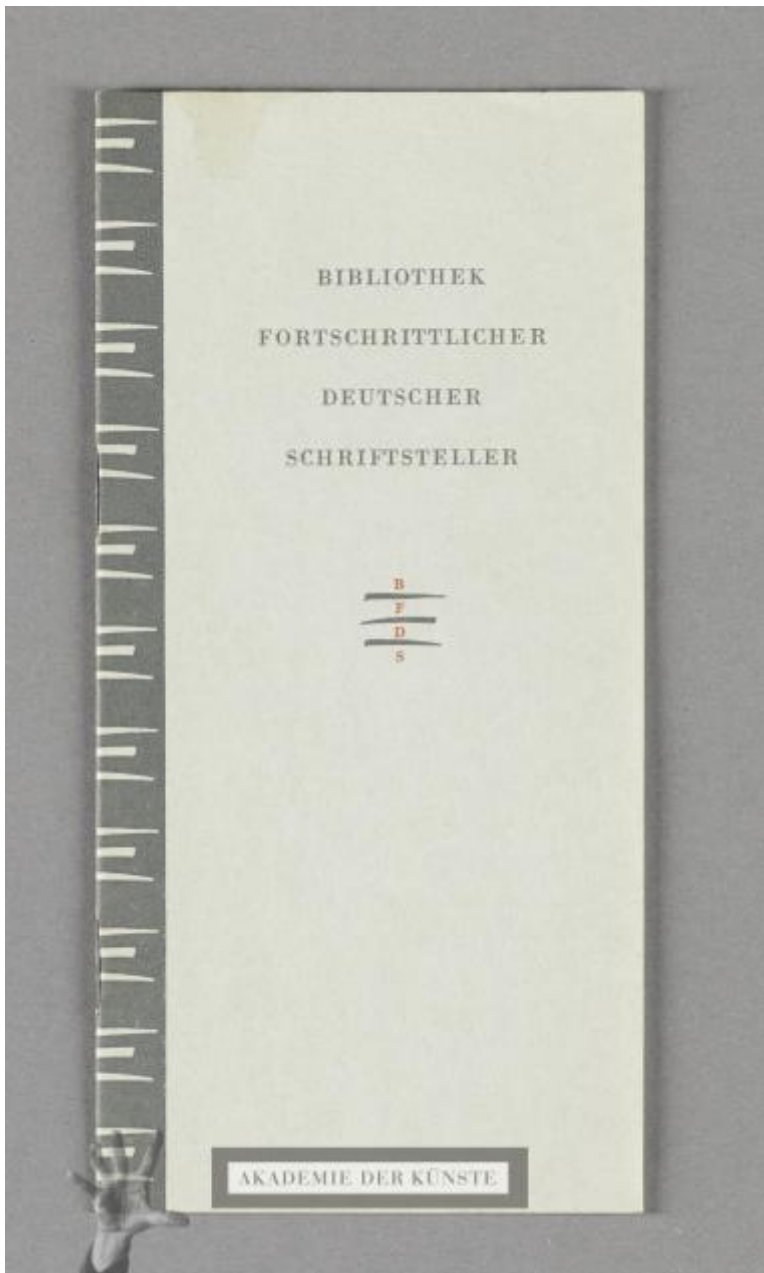 BIBLIOTHEK
FORTSCHRITTLICHER
DEUTSCHER
SCHRIFTSTELLER
B
F
D
S
AKADEMIE DER KÜNSTE